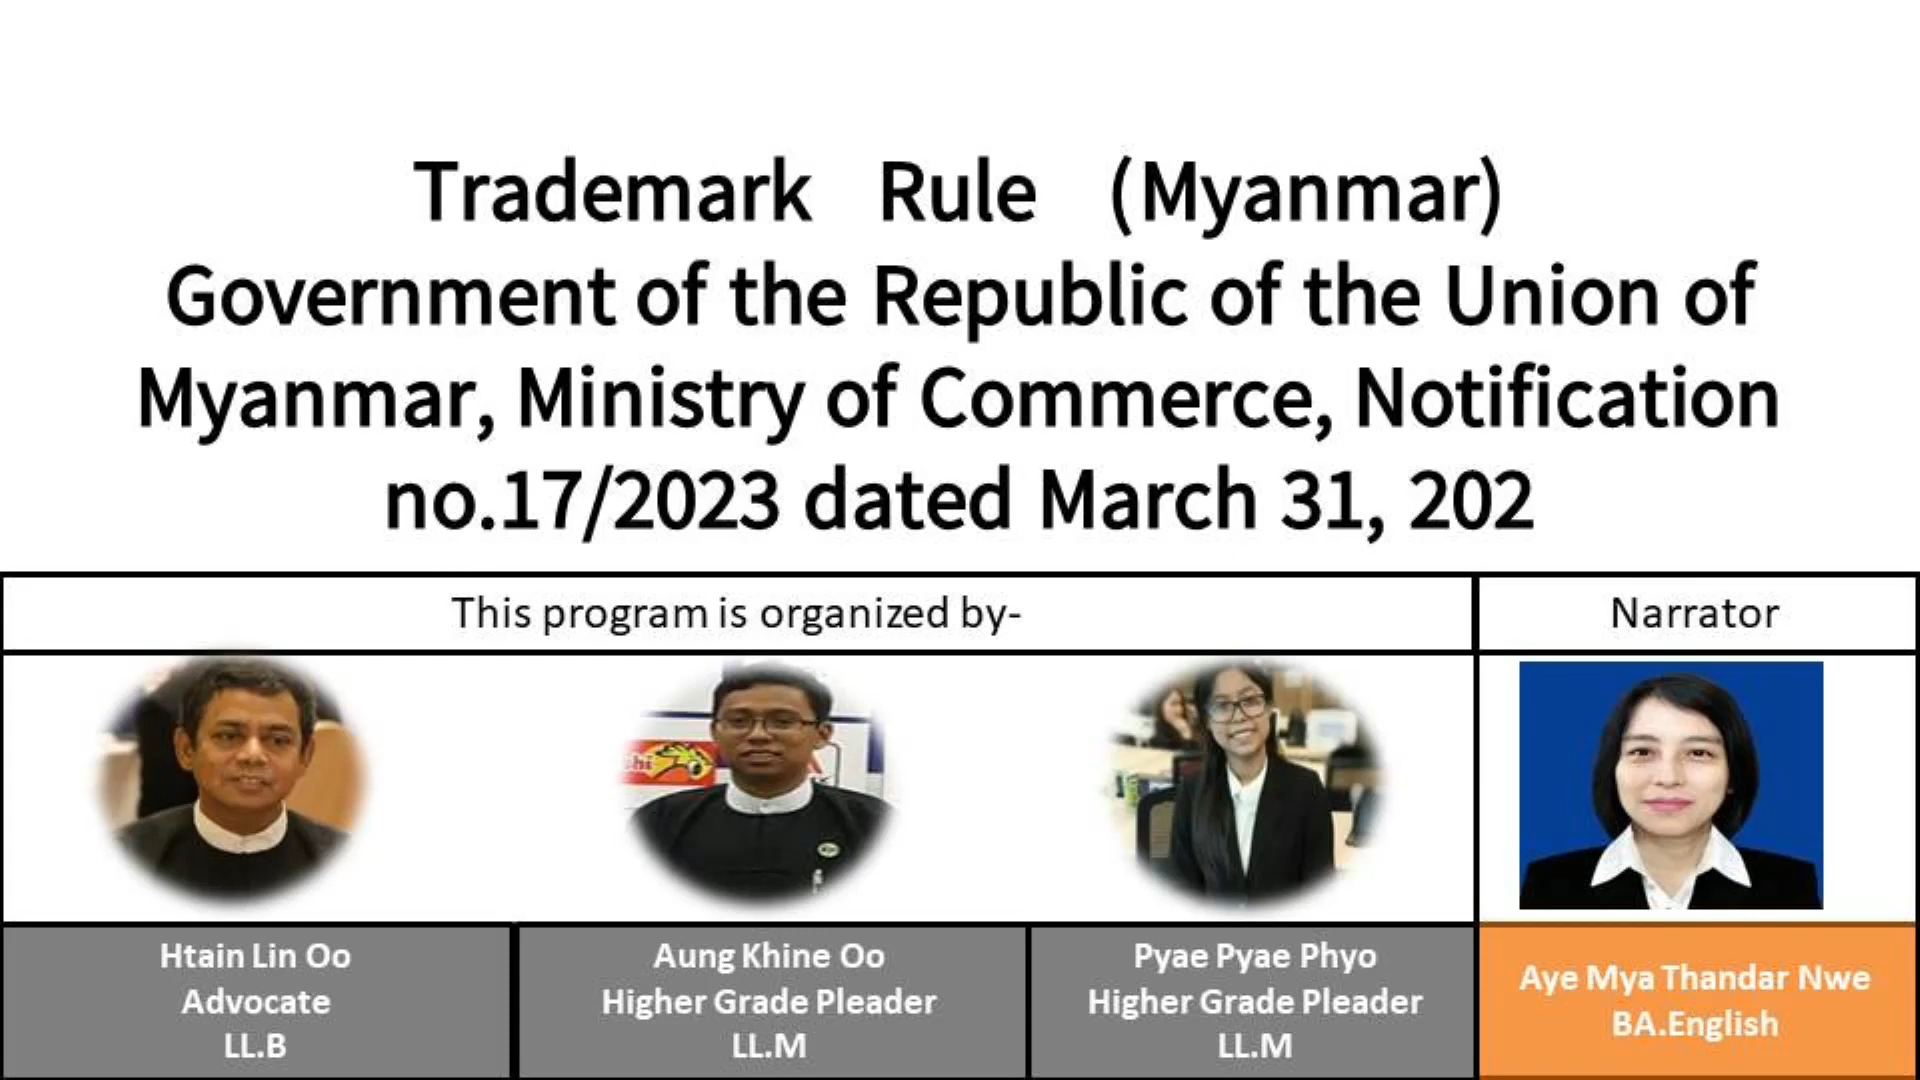 Trademark Rule (Myanmar)
Government of the Republic of the Union of
Myanmar, Ministry of Commerce, Notification
no.17/2023 dated March 31, 202
This program is organized by-
Narrator
hi
Htain Lin Oo
Advocate
LL.B
Aung Khine Oo
Higher Grade Pleader
LL.M
Pyae Pyae Phyo
Higher Grade Pleader
LL.M
Aye Mya Thandar Nwe
BA.English